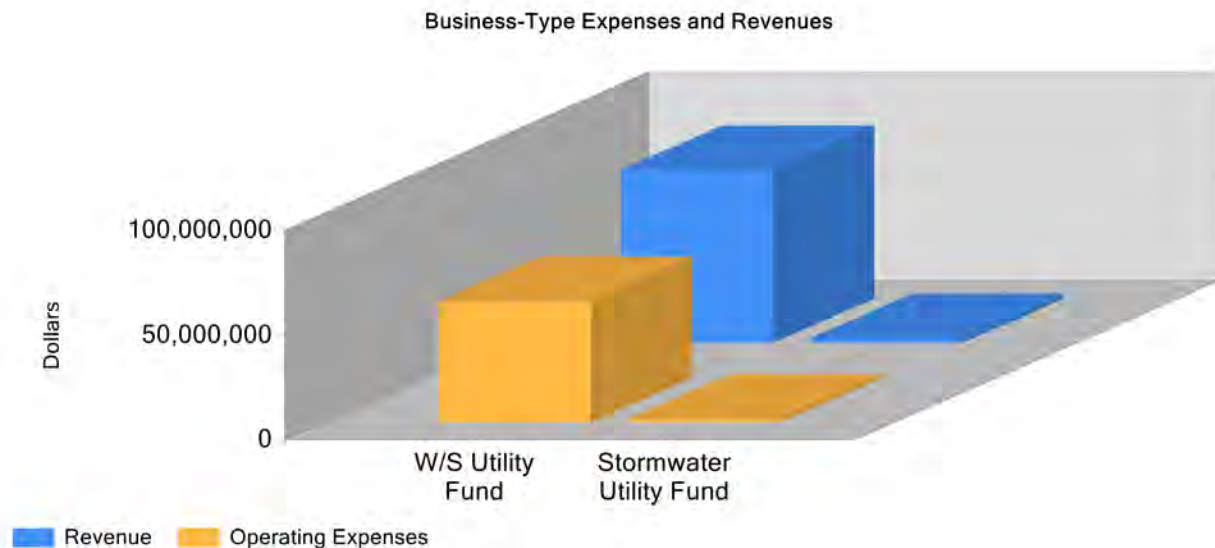 Business-Type Expenses and Revenues
100,000,000
50,000,000
0
Dollars
W/S Utility
Fund
Stormwater
Utility Fund
Revenue
Operating Expenses